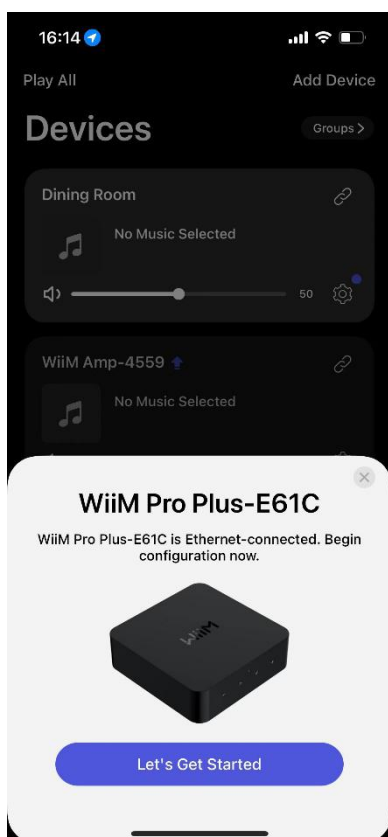 16:14
Play All
Add Device
Devices
Groups >
Dining Room
No Music Selected
50
WiiM Amp-4559
No Music Selected
WiiM Pro Plus-E61C
WiiM Pro Plus-E61C is Ethernet-connected. Begin
configuration now.
WiiM
Let's Get Started